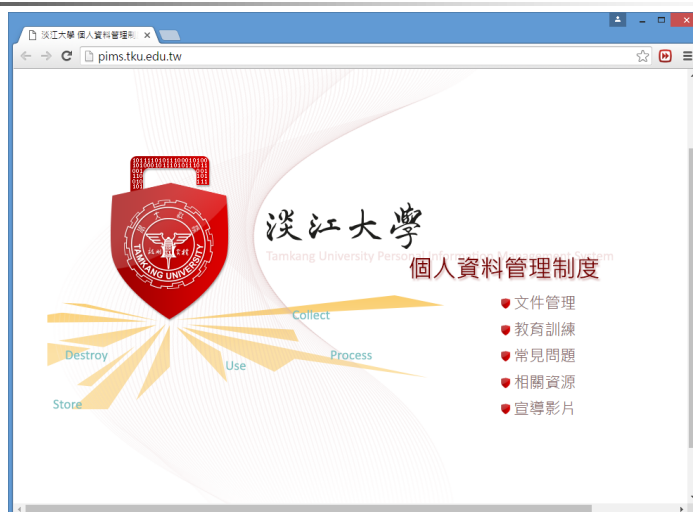 淡江大學 個人資料管理制
pims.tku.edu.tw
淡江大學
Tamkang University Personal Information Management System
個人資料管理制度
TAMKANG UNIVERSITY
Collect
Destroy
Process
Use
Store
文件管理
教育訓練
常見問題
相關資源
宣導影片